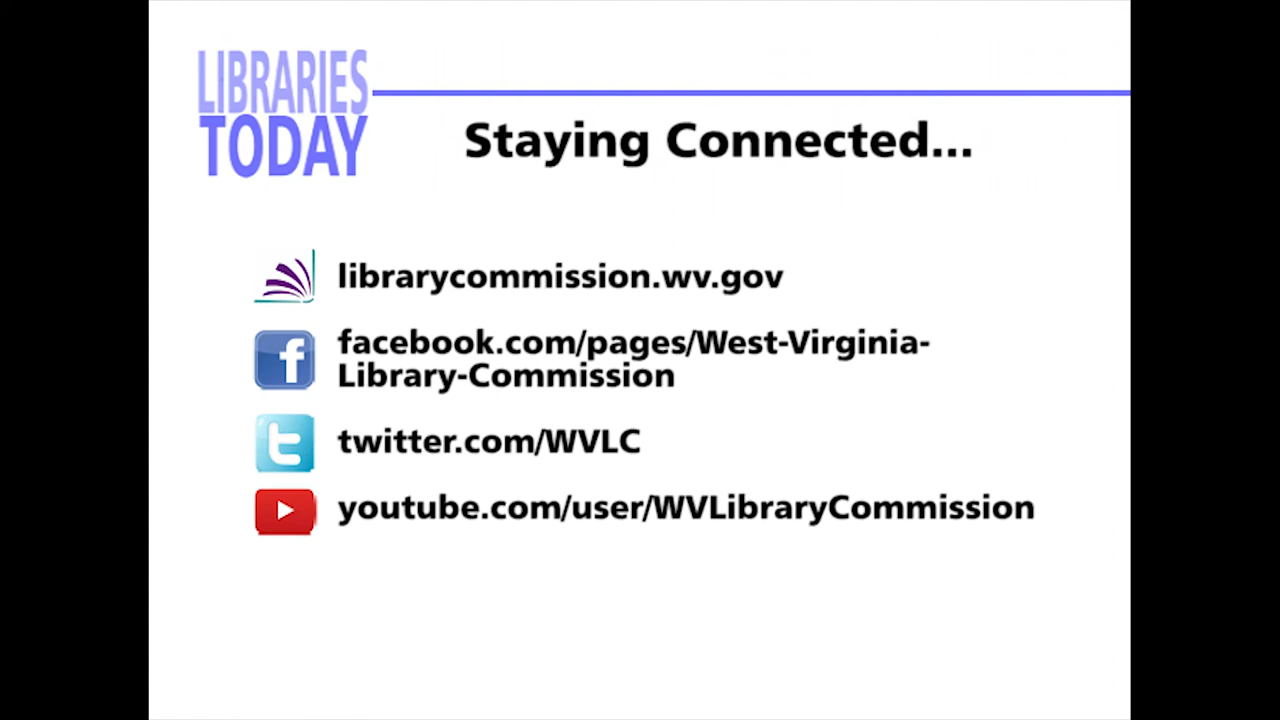 LIBRARIES
TODAY
Staying Connected...
librarycommission.wv.gov
facebook.com/pages/West-Virginia-
Library-Commission
twitter.com/WVLC
youtube.com/user/WVLibraryCommission